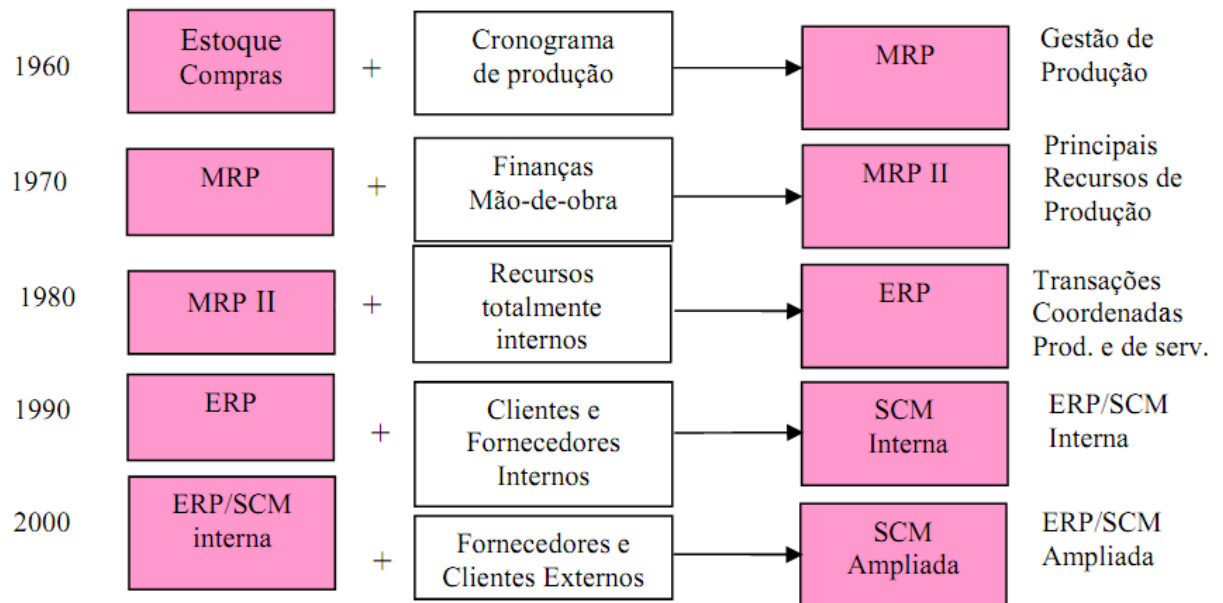 1960
Estoque
Compras
+
Cronograma
de produção
MRP
Gestão de
Produção
1970
MRP
+
Finanças
Mão-de-obra
MRP II
Principais
Recursos de
Produção
1980
MRP II
+
Recursos
totalmente
internos
ERP
Transações
Coordenadas
Prod. e de serv.
1990
ERP
+
Clientes e
Fornecedores
Internos
SCM
Interna
ERP/SCM
Interna
2000
ERP/SCM
interna
+
Fornecedores e
Clientes Externos
SCM
Ampliada
ERP/SCM
Ampliada